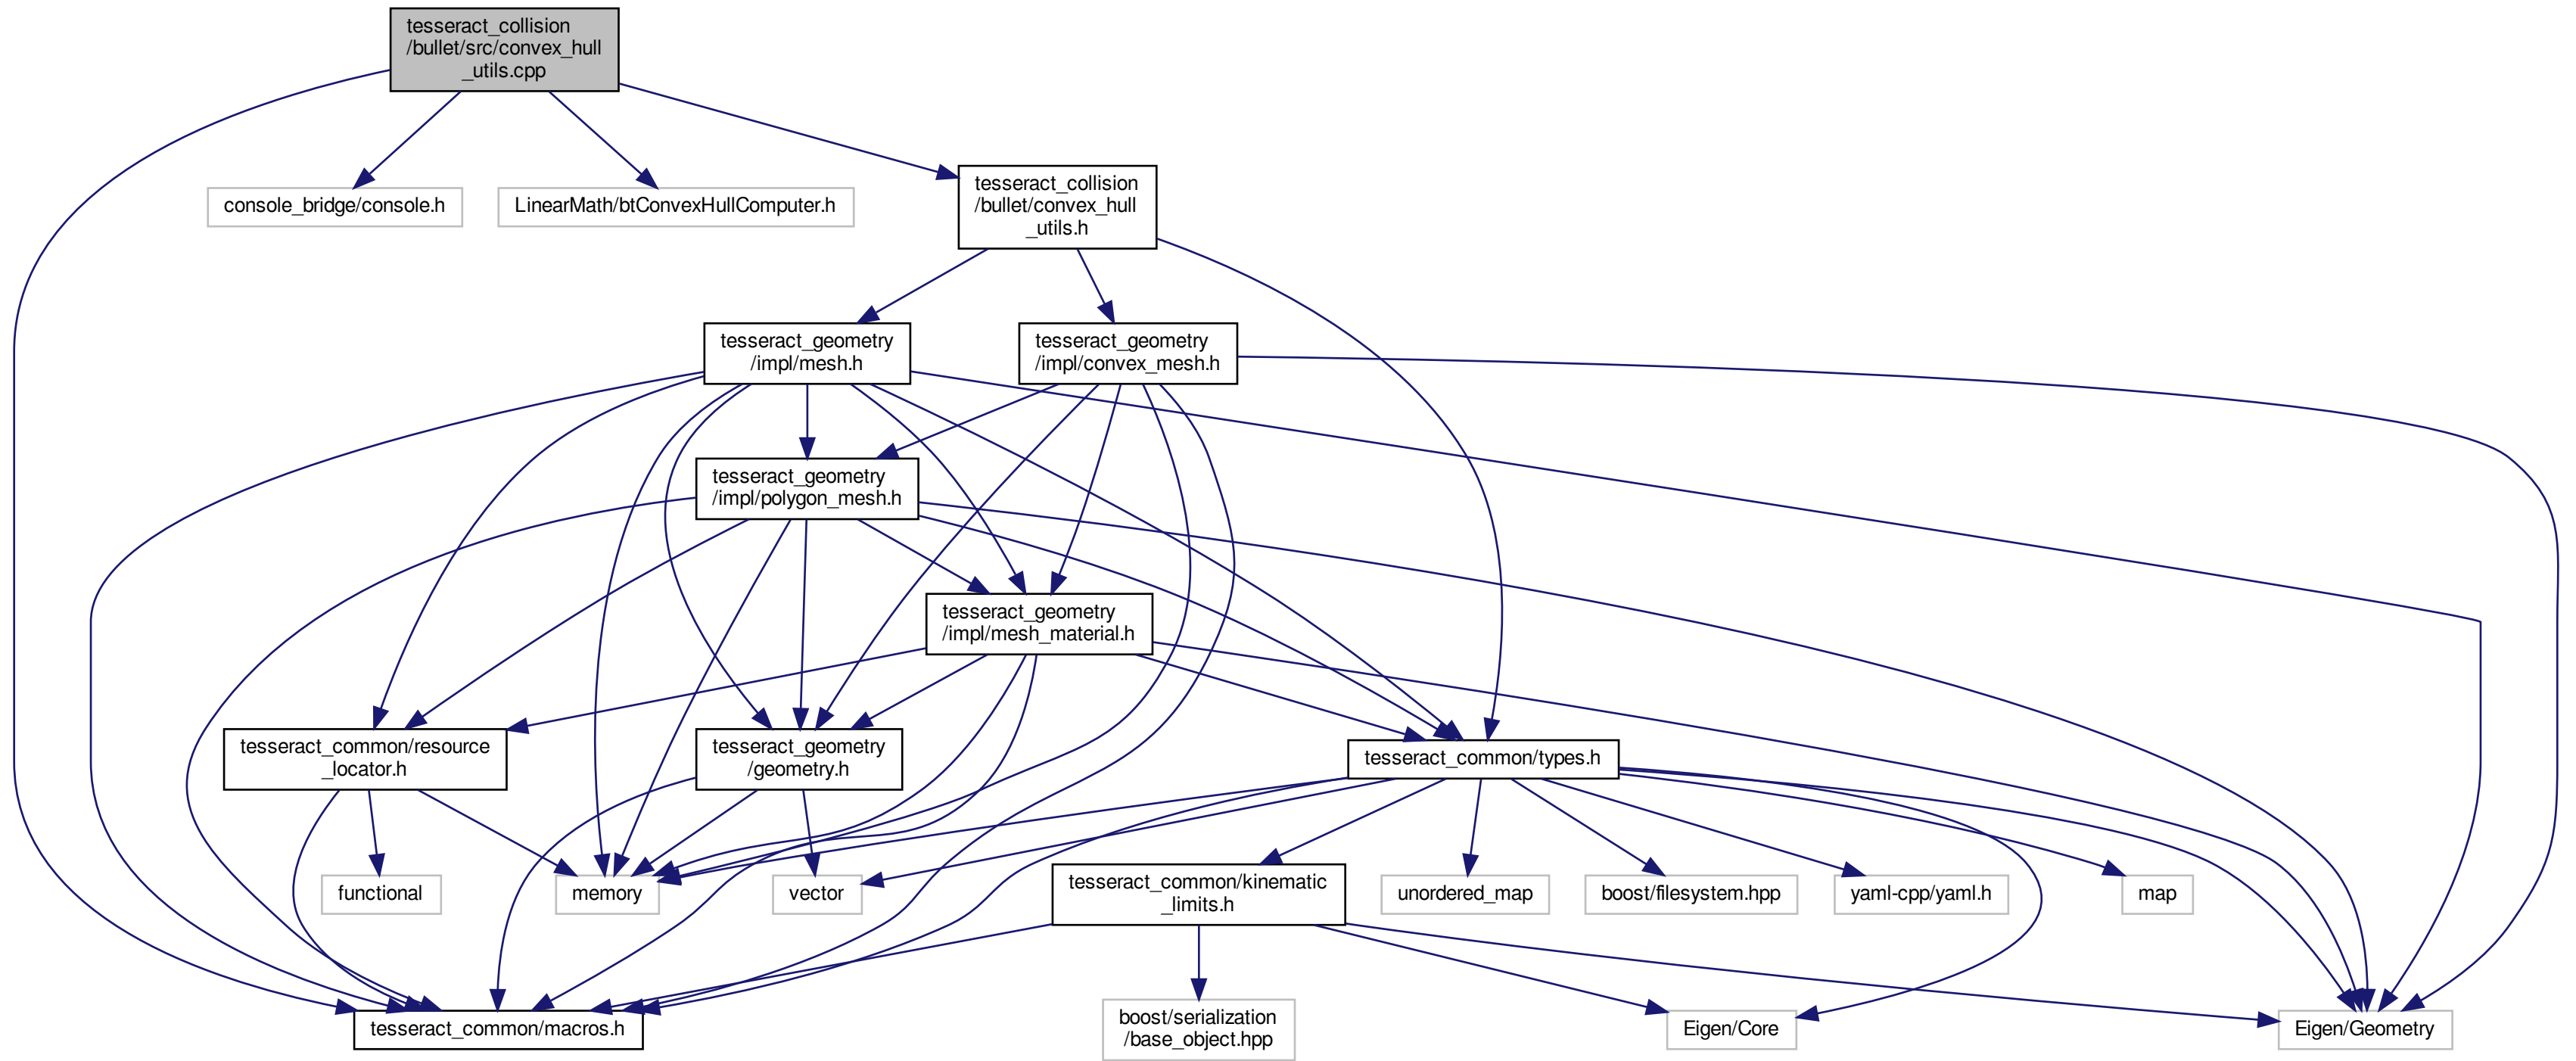 tesseract_collision
/bullet/src/convex_hull
_utils.cpp
console_bridge/console.h
LinearMath/btConvexHullComputer.h
tesseract_collision
/bullet/convex_hull
_utils.h
tesseract_geometry
/impl/mesh.h
tesseract_geometry
/impl/convex_mesh.h
tesseract_geometry
/impl/polygon_mesh.h
tesseract_geometry
/impl/mesh_material.h
tesseract_common/resource
_locator.h
tesseract_geometry
/geometry.h
tesseract_common/types.h
functional
memory
vector
tesseract_common/kinematic
_limits.h
unordered_map
boost/filesystem.hpp
yaml-cpp/yaml.h
map
tesseract_common/macros.h
boost/serialization
/base_object.hpp
Eigen/Core
Eigen/Geometry